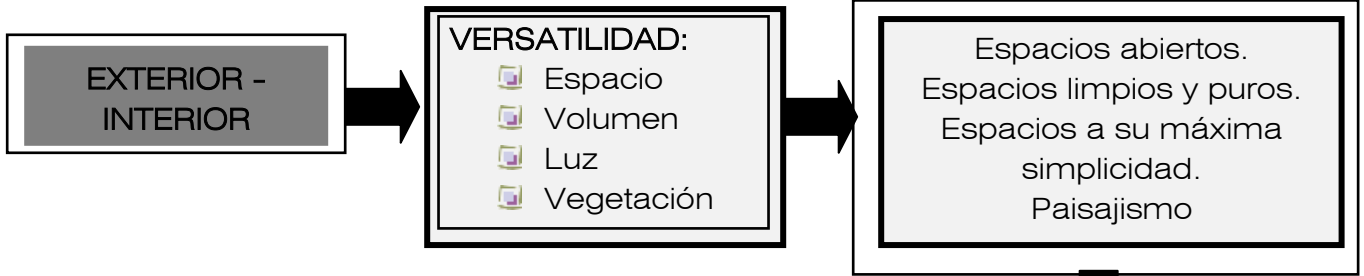 EXTERIOR -
INTERIOR
VERSATILIDAD:
Espacio
Volumen
Luz
Vegetación
Espacios abiertos.
Espacios limpios y puros.
Espacios a su máxima
simplicidad.
Paisajismo